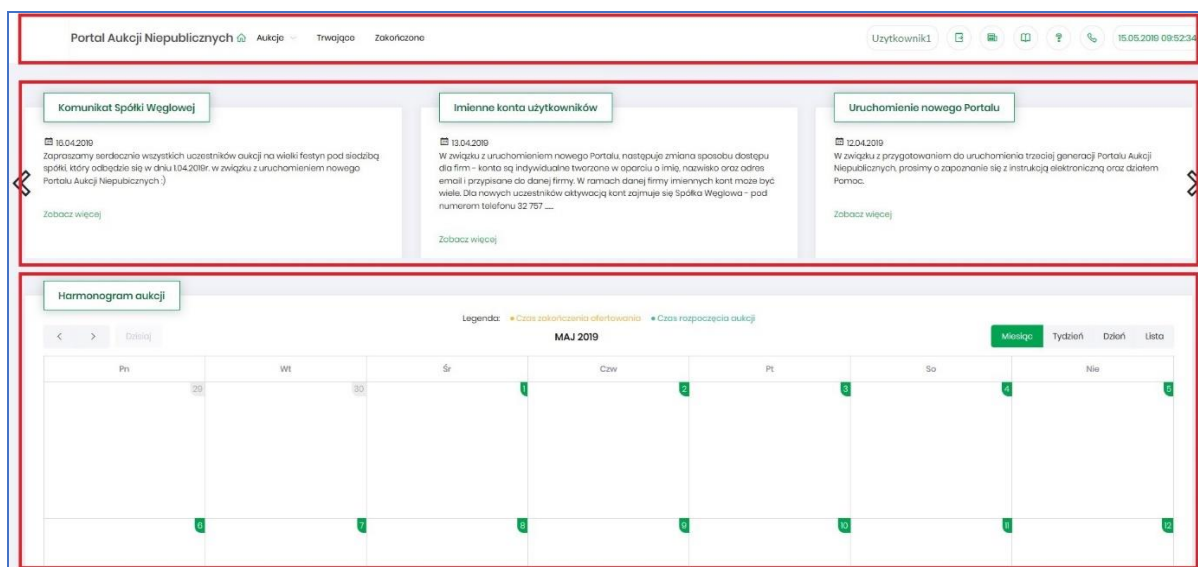 Portal Aukcji Niepublicznych Aukcje Trwające Zakończone Uzytkownik1 15.05.2019 09:52:34
Komunikat Spółki Węglowej
16.04.2019
Zapraszamy serdecznie wszystkich uczestników aukcji na wielki festyn pod siedzibą
spółki, który odbędzie się w dniu 1.04.2019r. w związku z uruchomieniem nowego
Portalu Aukcji Niepubicznych :)
Zobacz więcej
Imienne konta użytkowników
13.04.2019
W związku z uruchomieniem nowego Portalu, następuje zmiana sposobu dostępu
dla firm - konta są indywidualne tworzone w oparciu o imię, nazwisko oraz adres
email i przypisane do danej firmy. W ramach danej firmy imiennych kont może być
wiele. Dla nowych uczestników aktywacją kont zajmuje się Spółka Węglowa - pod
numerem telefonu 32 757 .....
Zobacz więcej
Uruchomienie nowego Portalu
12.04.2019
W związku z przygotowaniem do uruchomienia trzeciej generacji Portalu Aukcji
Niepublicznych, prosimy o zapoznanie się z instrukcją elektroniczną oraz działem
Pomoc.
Zobacz więcej
Harmonogram aukcji
Legenda: Czas zakończenia ofertowania Czas rozpoczęcia aukcji
< > Dzisiaj MAJ 2019 Miesiąc Tydzień Dzień Lista
Pn Wt Śr Czw Pt So Nie
29 30 1 2 3 4 5
6 7 8 9 10 11 12